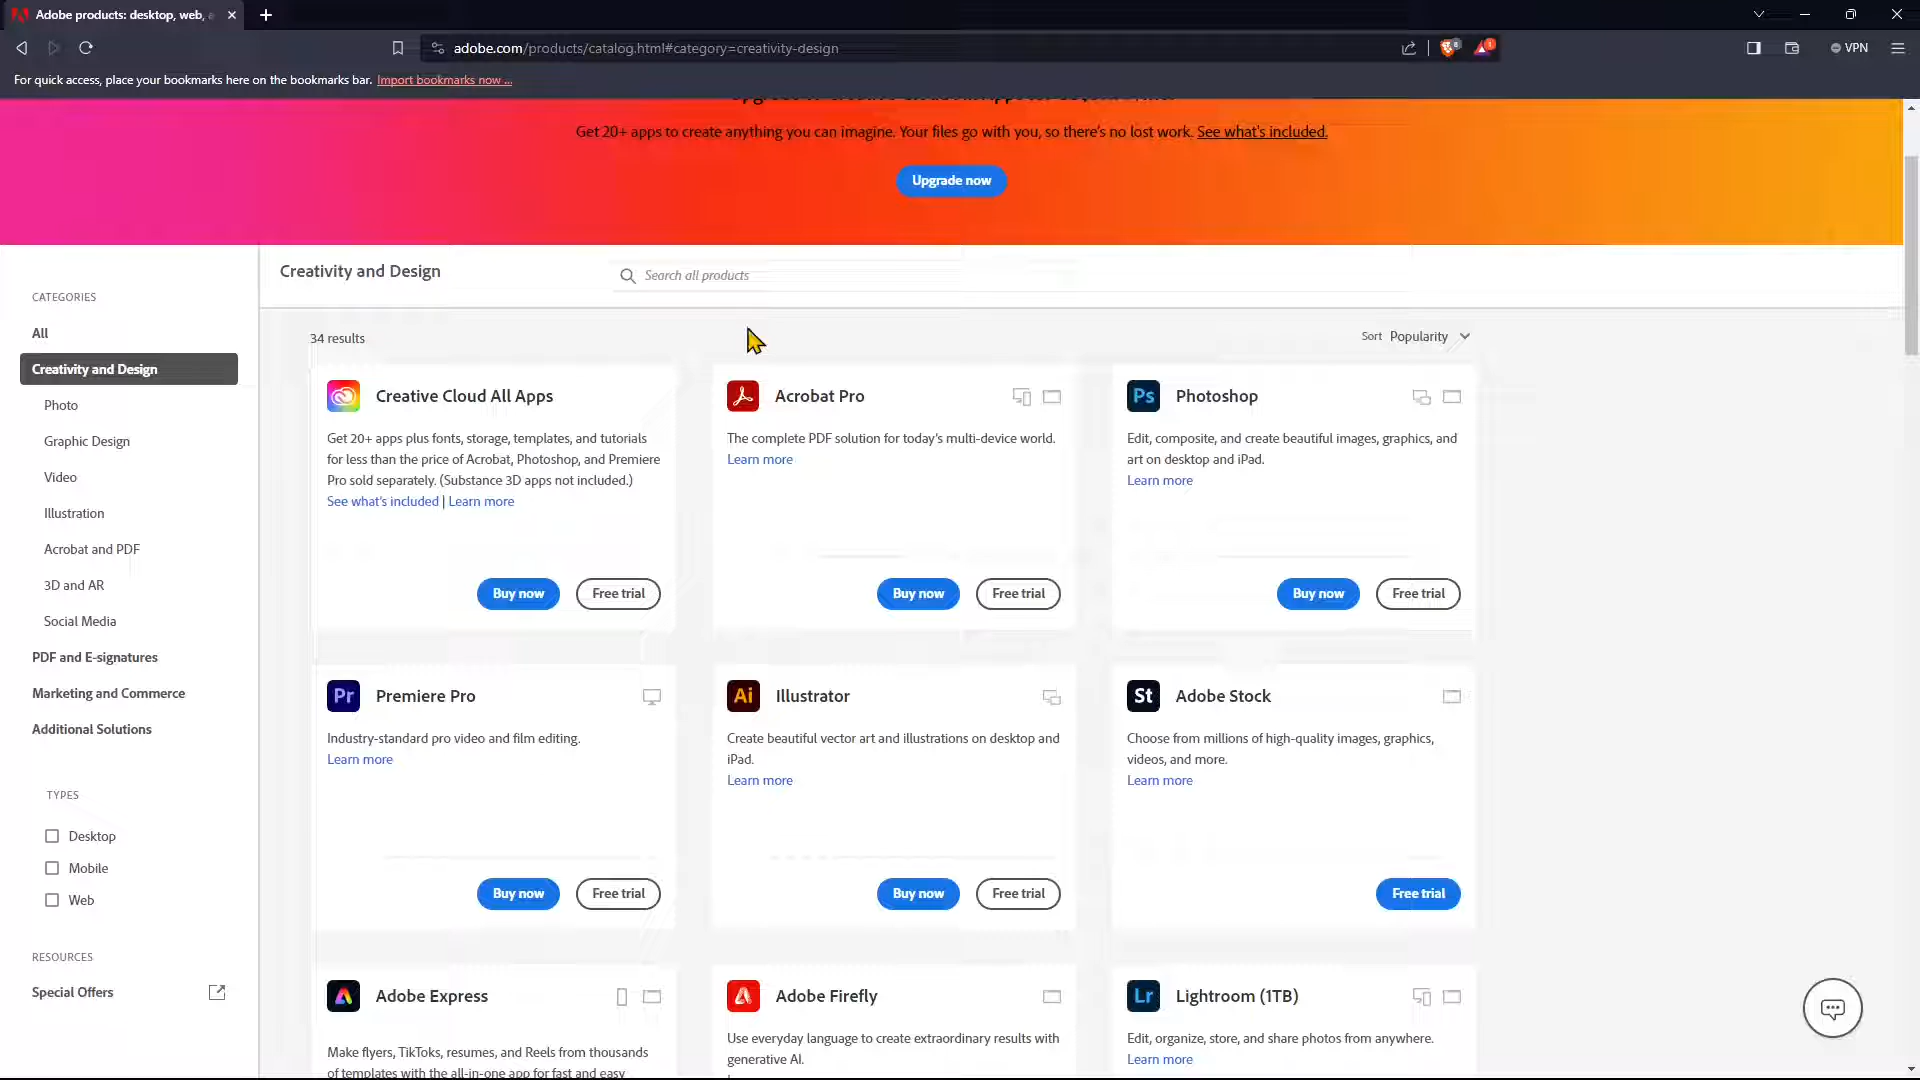 Adobe products: desktop, web, a
adobe.com/products/catalog.html#category=creativity-design
VPN
For quick access, place your bookmarks here on the bookmarks bar. Import bookmarks now ...
Get 20+ apps to create anything you can imagine. Your files go with you, so there's no lost work. See what's included.
Upgrade now
Creativity and Design
Search all products
CATEGORIES
All
Creativity and Design
Photo
Graphic Design
Video
Illustration
Acrobat and PDF
3D and AR
Social Media
PDF and E-signatures
Marketing and Commerce
Additional Solutions
TYPES
Desktop
Mobile
Web
RESOURCES
Special Offers
34 results
Sort Popularity
Creative Cloud All Apps
Get 20+ apps plus fonts, storage, templates, and tutorials
for less than the price of Acrobat, Photoshop, and Premiere
Pro sold separately. (Substance 3D apps not included.)
See what's included | Learn more
Buy now
Free trial
Acrobat Pro
The complete PDF solution for today's multi-device world.
Learn more
Buy now
Free trial
Ps
Photoshop
Edit, composite, and create beautiful images, graphics, and
art on desktop and iPad.
Learn more
Buy now
Free trial
Pr
Premiere Pro
Industry-standard pro video and film editing.
Learn more
Buy now
Free trial
Ai
Illustrator
Create beautiful vector art and illustrations on desktop and
iPad.
Learn more
Buy now
Free trial
St
Adobe Stock
Choose from millions of high-quality images, graphics,
videos, and more.
Learn more
Free trial
Adobe Express
Make flyers, TikToks, resumes, and Reels from thousands
of templates with the all-in-one app for fast and easy
Adobe Firefly
Use everyday language to create extraordinary results with
generative AI.
Lr
Lightroom (1TB)
Edit, organize, store, and share photos from anywhere.
Learn more